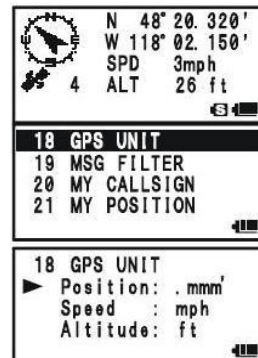 N 48° 20. 320'
W 118° 02. 150'
SPD 3mph
4 ALT 26 ft
S
18 GPS UNIT
19 MSG FILTER
20 MY CALLSIGN
21 MY POSITION
18 GPS UNIT
Position: . mmm'
Speed : mph
Altitude: ft